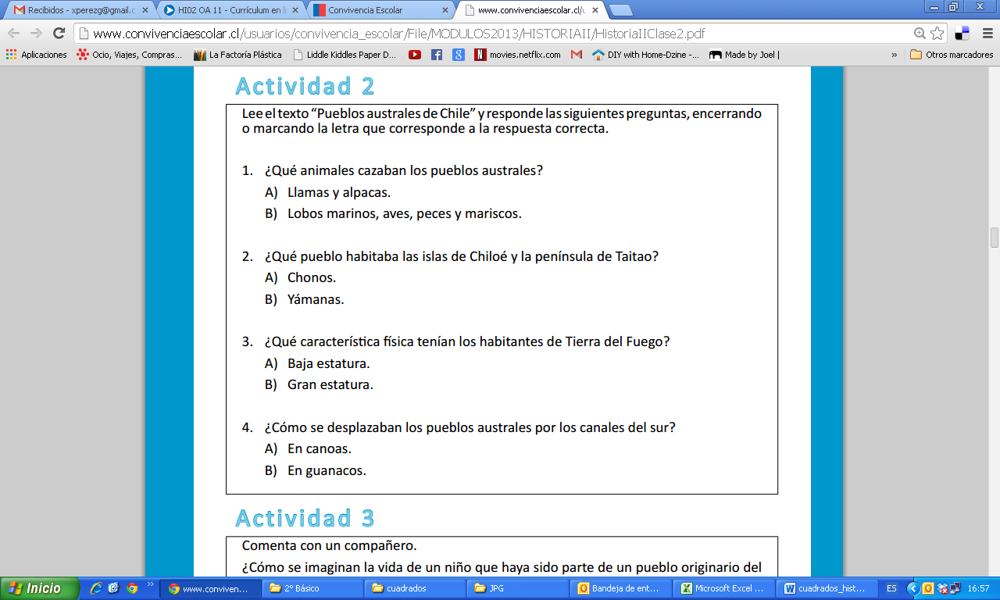 Recibidos - xperezg@gmail.c
HI02 OA 11 - Currículum en lí
Convivencia Escolar
www.convivenciaescolar.cl/u
www.convivenciaescolar.cl/usuarios/convivencia_escolar/File/MODULOS2013/HISTORIA1/HistoriaIIClase2.pdf
Aplicaciones
Ocio, Viajes, Compras...
La Factoría Plástica
Liddle Kiddles Paper D...
movies.netflix.com
DIY With Home-Dzine -...
Made by Joel |
»
Otros marcadores
Actividad 2
Lee el texto “Pueblos australes de Chile” y responde las siguientes preguntas, encerrando
o marcando la letra que corresponde a la respuesta correcta.
1. ¿Qué animales cazaban los pueblos australes?
A) Llamas y alpacas.
B) Lobos marinos, aves, peces y mariscos.
2. ¿Qué pueblo habitaba las islas de Chiloé y la península de Taitao?
A) Chonos.
B) Yámanas.
3. ¿Qué característica física tenían los habitantes de Tierra del Fuego?
A) Baja estatura.
B) Gran estatura.
4. ¿Cómo se desplazaban los pueblos australes por los canales del sur?
A) En canoas.
B) En guanacos.
Actividad 3
Comenta con un compañero.
¿Cómo se imaginan la vida de un niño que haya sido parte de un pueblo originario del
Inicio
»
www.conviven...
2º Básico
cuadrados
JPG
Bandeja de ent...
Microsoft Excel ...
cuadrados_hist...
ES
16:57